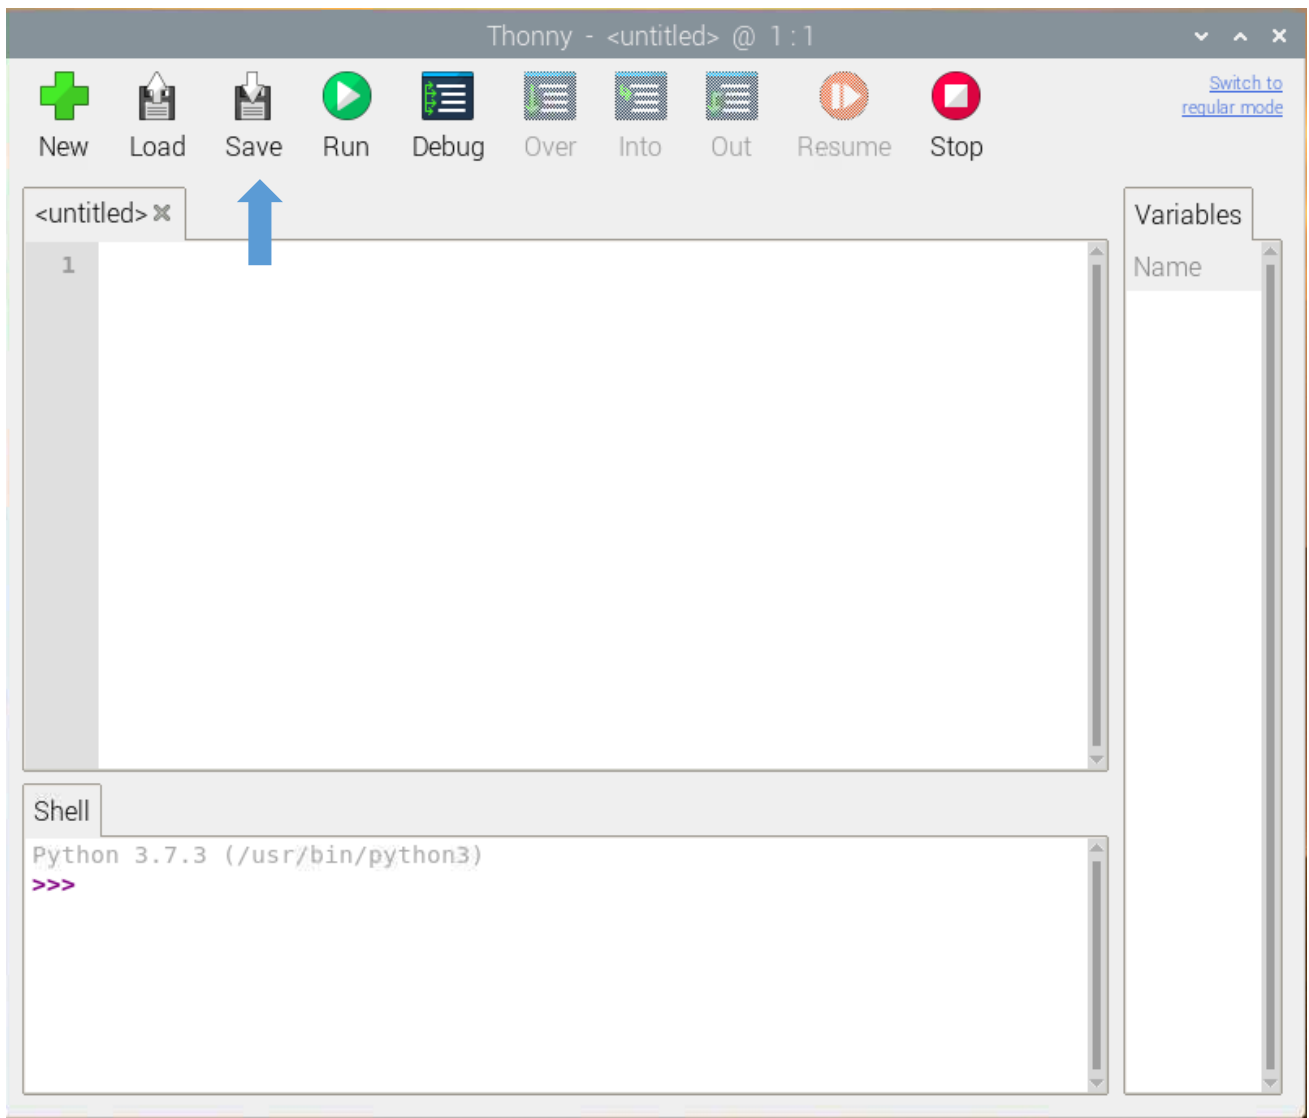 Thonny - <untitled> @ 1 : 1
New Load Save Run Debug Over Into Out Resume Stop
Switch to
regular mode
<untitled>
Variables
1
Name
Shell
Python 3.7.3 (/usr/bin/python3)
>>>